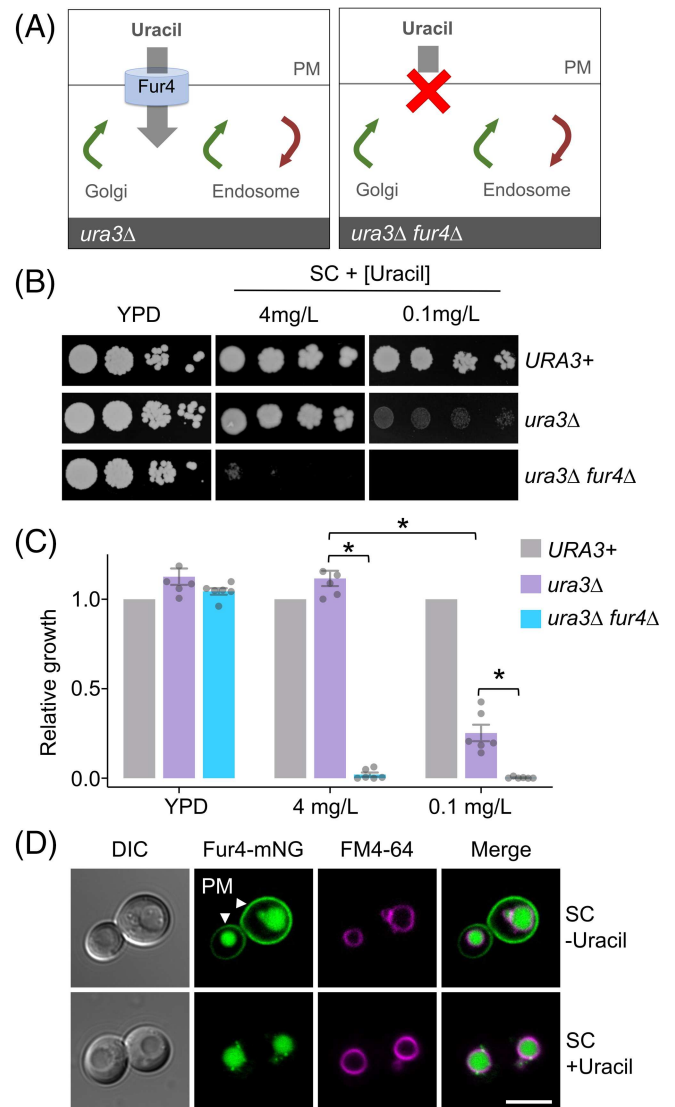 (A)
Uracil
PM
Fur4
Golgi
Endosome
ura3Δ
Uracil
PM
Golgi
Endosome
ura3Δ fur4Δ
(B)
SC + [Uracil]
YPD
4mg/L
0.1mg/L
URA3+
ura3Δ
ura3Δ fur4Δ
(C)
*
*
*
URA3+
ura3Δ
ura3Δ fur4Δ
Relative growth
1.0
0.5
0.0
YPD
4 mg/L
0.1 mg/L
(D)
DIC
Fur4-mNG
FM4-64
Merge
PM
SC
-Uracil
SC
+Uracil